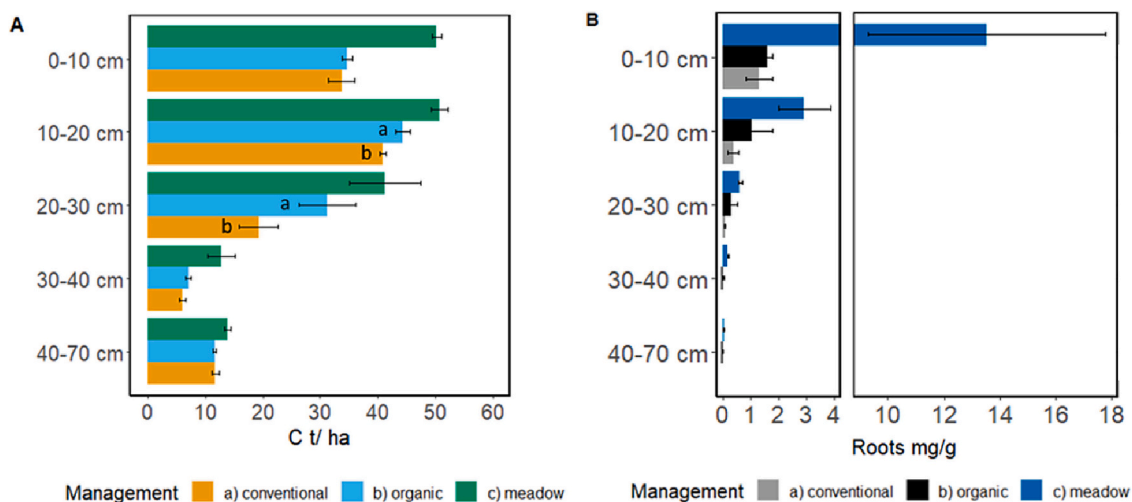 A
0-10 cm
10-20 cm
a
b
20-30 cm
a
b
30-40 cm
40-70 cm
0 10 20 30 40 50 60
C t/ ha
Management a) conventional b) organic c) meadow
B
0-10 cm
10-20 cm
20-30 cm
30-40 cm
40-70 cm
0 1 2 3 4 10 12 14 16 18
Roots mg/g
Management a) conventional b) organic c) meadow